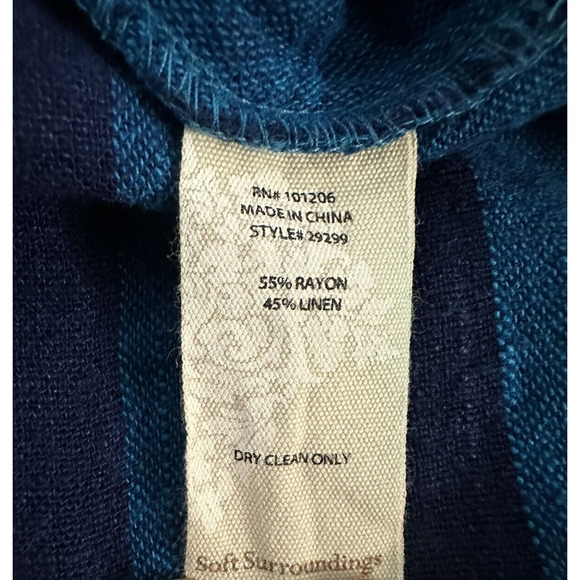 RN# 101206
MADE IN CHINA
STYLE# 29299
55% RAYON
45% LINEN
DRY CLEAN ONLY
Soft Surroundings